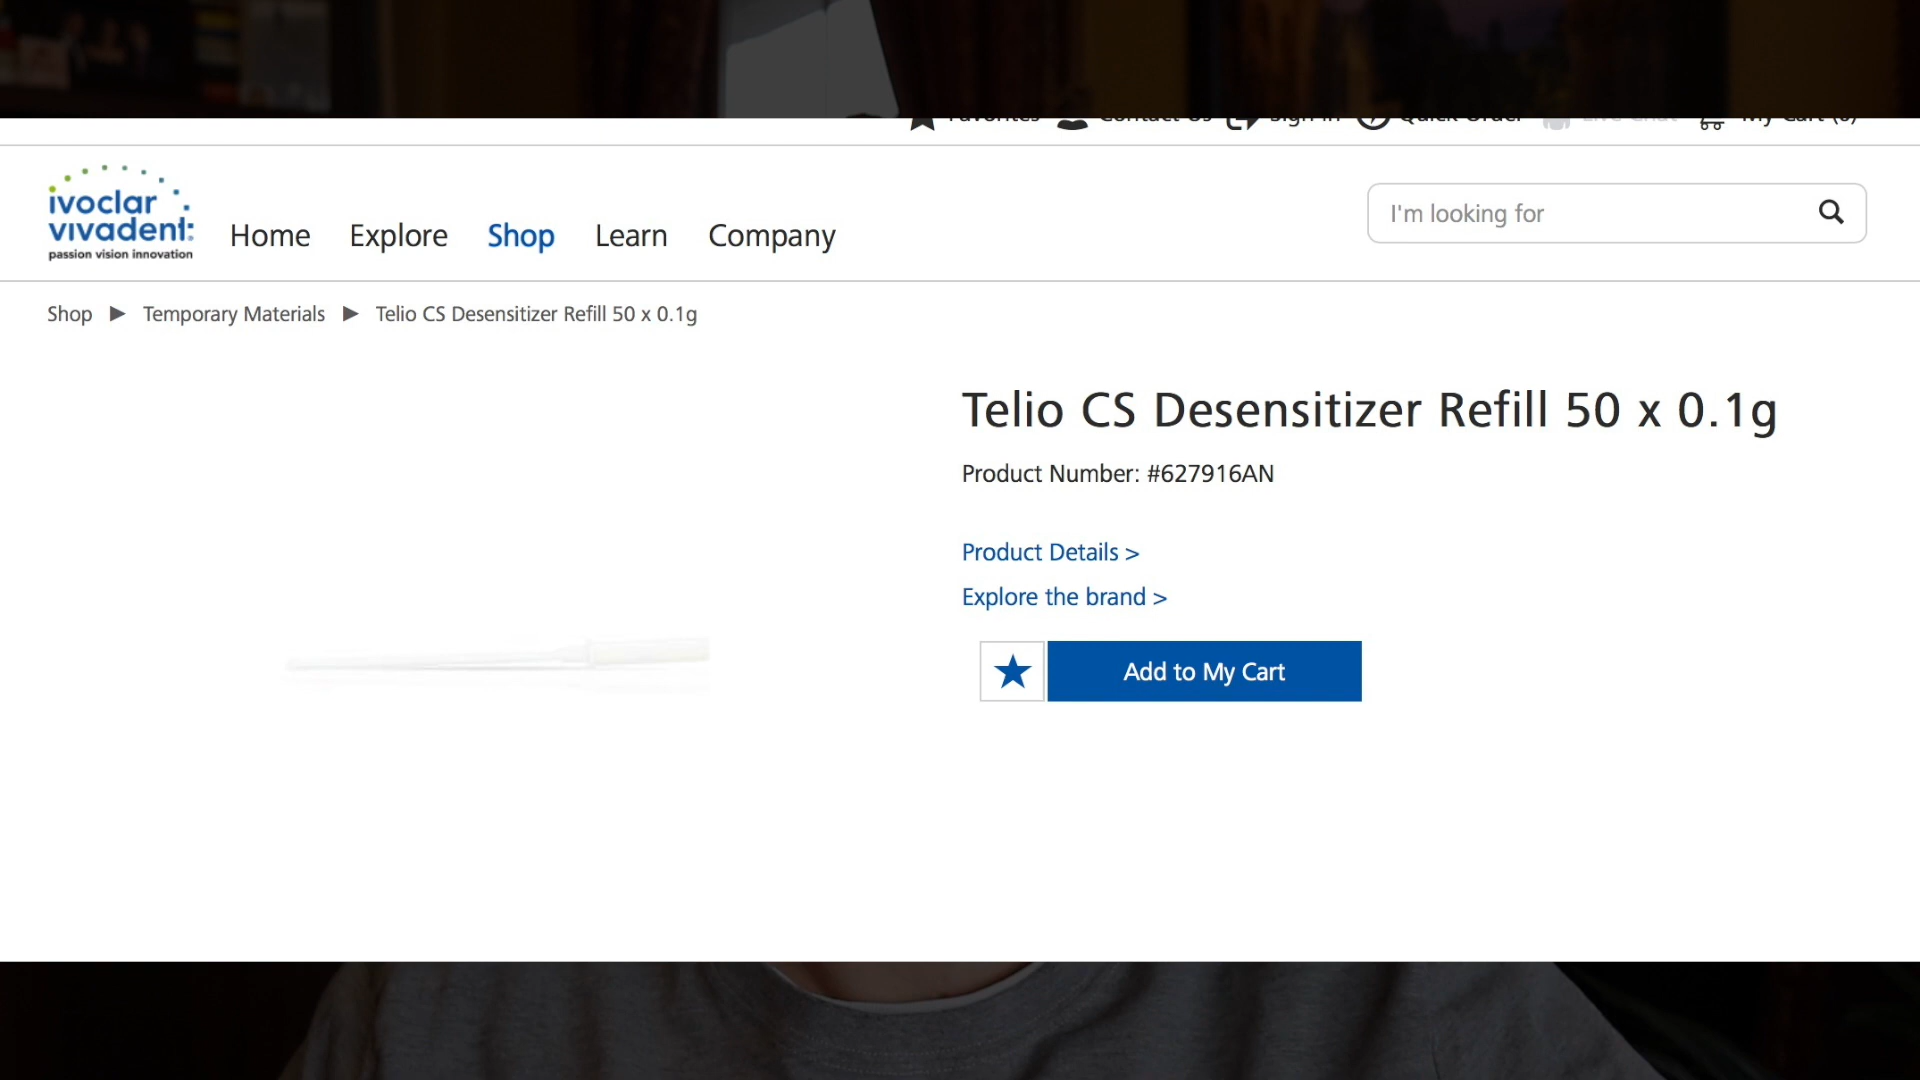 Favorites Contact Us Sign In Quick Order Live Chat My Cart (0)
ivoclar
vivadent:
passion vision innovation
Home Explore Shop Learn Company
I'm looking for
Shop ▶ Temporary Materials ▶ Telio CS Desensitizer Refill 50 x 0.1g
Telio CS Desensitizer Refill 50 x 0.1g
Product Number: #627916AN
Product Details >
Explore the brand >
Add to My Cart